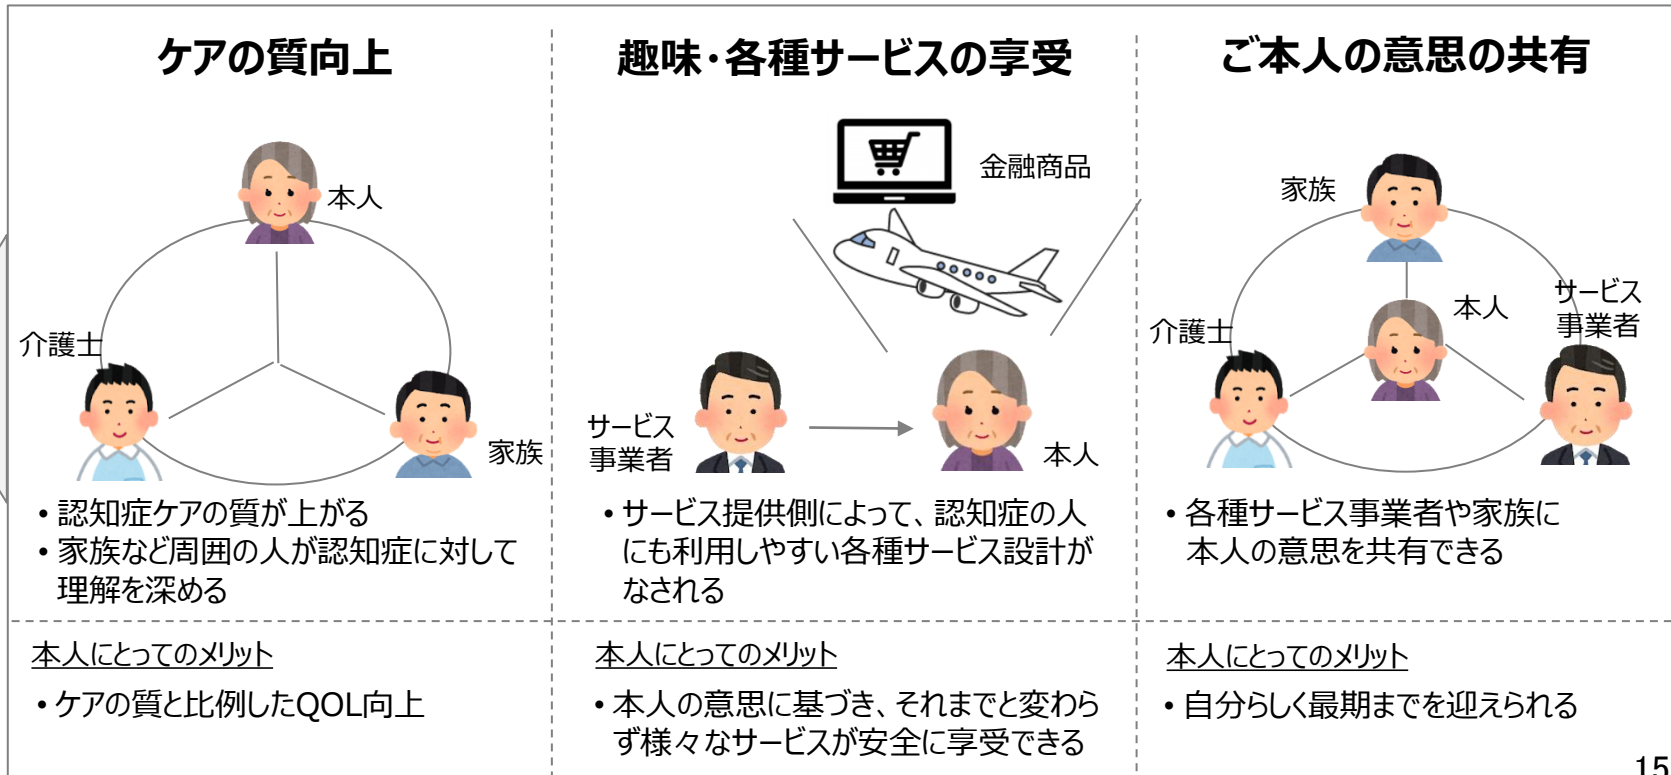 ケアの質向上
本人
介護士
家族
• 認知症ケアの質が上がる
• 家族など周囲の人が認知症に対して
理解を深める
本人にとってのメリット
• ケアの質と比例したQOL向上
趣味・各種サービスの享受
金融商品
サービス
事業者
本人
• サービス提供側によって、認知症の人
にも利用しやすい各種サービス設計が
なされる
本人にとってのメリット
• 本人の意思に基づき、それまでと変わら
ず様々なサービスが安全に享受できる
ご本人の意思の共有
家族
本人
サービス
事業者
介護士
• 各種サービス事業者や家族に
本人の意思を共有できる
本人にとってのメリット
• 自分らしく最期までを迎えられる
15